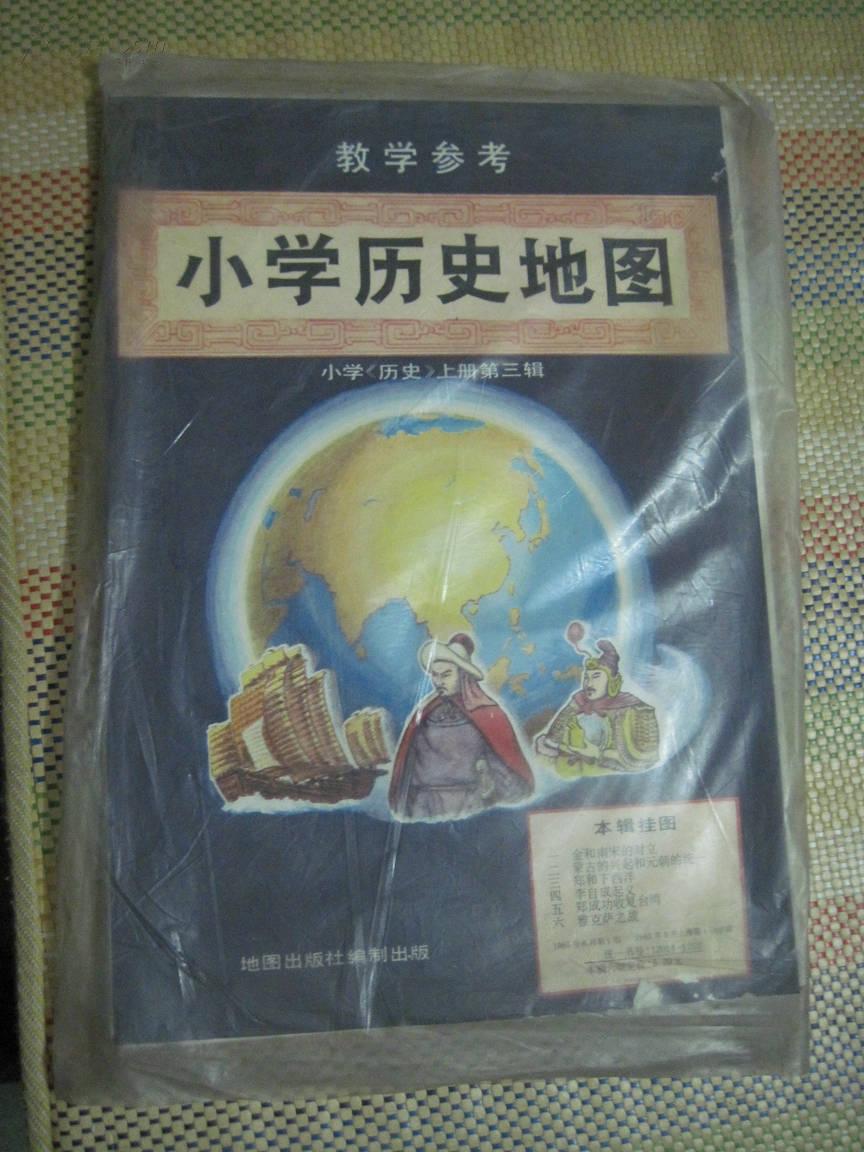 教学参考
小学历史地图
小学《历史》上册第三辑
本辑挂图
一 金和南宋的对立
二 蒙古的兴起和元朝的统一
三 郑和下西洋
四 李自成起义
五 郑成功收复台湾
六 雅克萨之战
地图出版社编制出版